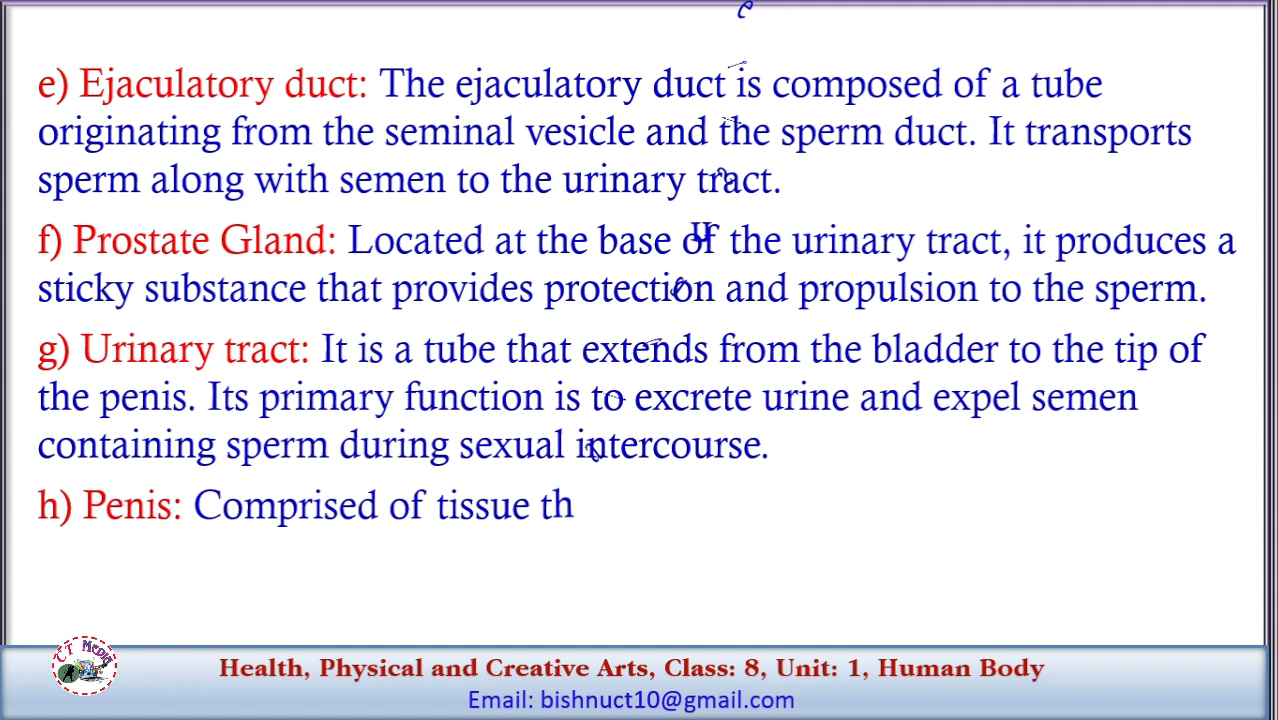 e) Ejaculatory duct: The ejaculatory duct is composed of a tube
originating from the seminal vesicle and the sperm duct. It transports
sperm along with semen to the urinary tract.
f) Prostate Gland: Located at the base of the urinary tract, it produces a
sticky substance that provides protection and propulsion to the sperm.
g) Urinary tract: It is a tube that extends from the bladder to the tip of
the penis. Its primary function is to excrete urine and expel semen
containing sperm during sexual intercourse.
h) Penis: Comprised of tissue th
CT Media
Health, Physical and Creative Arts, Class: 8, Unit: 1, Human Body
Email: bishnuct10@gmail.com